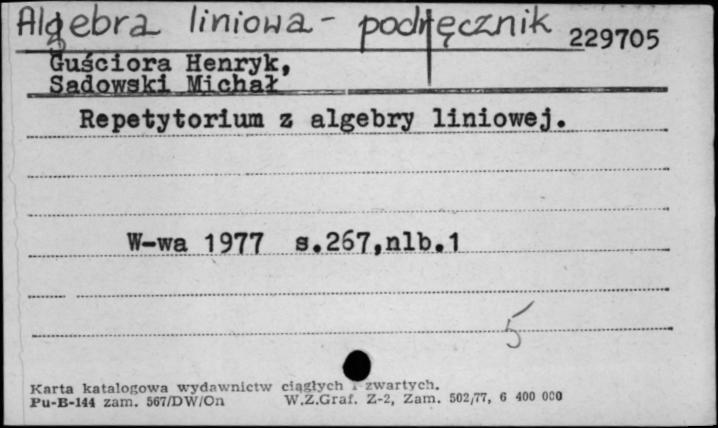 Algebra liniowa - podręcznik 229705
Guściora Henryk,
Sadowski Michał
Repetytorium z algebry liniowej.
W-wa 1977 s.267,nlb.1
5
Karta katalogowa wydawnictw ciągłych i zwartych.
Pu-B-144 zam. 567/DW/On W.Z.Graf. Z-2, Zam. 502/77, 6 400 000